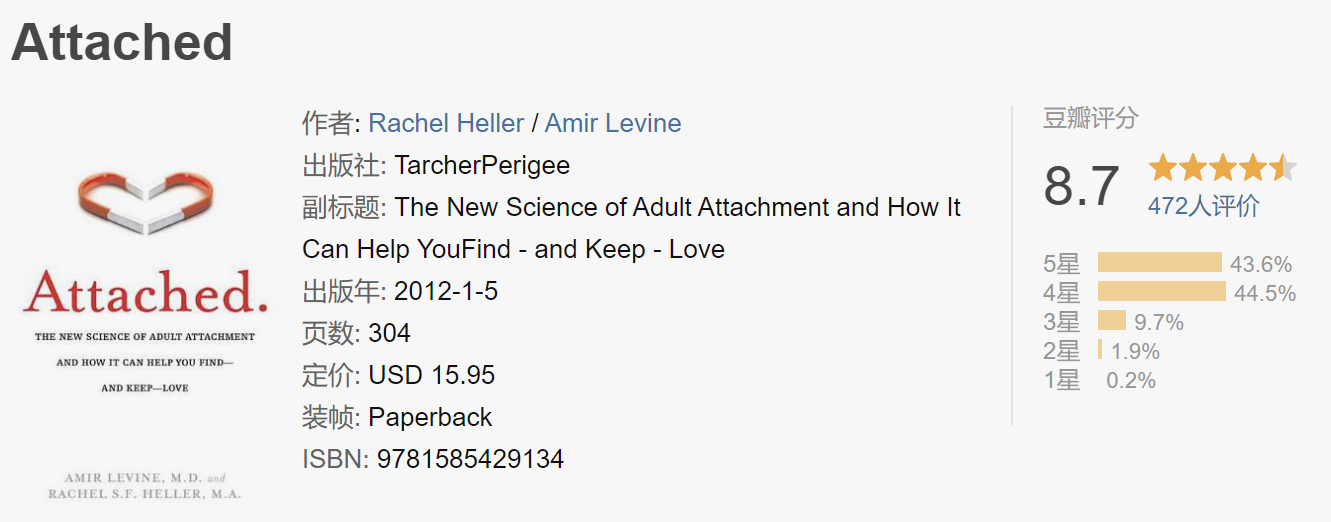 Attached
Attached.
THE NEW SCIENCE OF ADULT ATTACHMENT
AND HOW IT CAN HELP YOU FIND—
AND KEEP—LOVE
AMIR LEVINE, M.D. and
RACHEL S.F. HELLER, M.A.
作者: Rachel Heller / Amir Levine
出版社: TarcherPerigee
副标题: The New Science of Adult Attachment and How It
Can Help YouFind - and Keep - Love
出版年: 2012-1-5
页数: 304
定价: USD 15.95
装帧: Paperback
ISBN: 9781585429134
豆瓣评分
8.7
472人评价
5星 43.6%
4星 44.5%
3星 9.7%
2星 1.9%
1星 0.2%